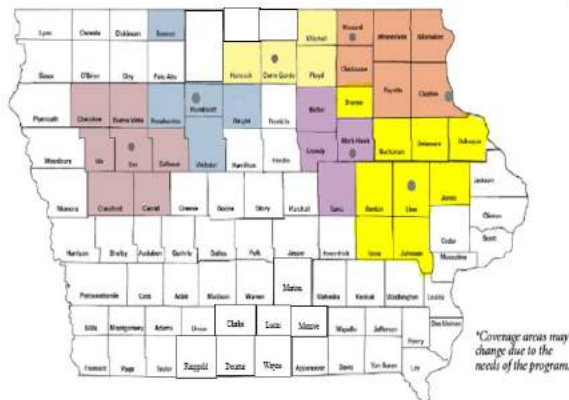 Lyon Osceola Dickinson Emmet Mitchell Howard Winneshiek Allamakee
Sioux O'Brien Clay Palo Alto Hancock Cerro Gordo Floyd Chickasaw
Fayette Clayton
Plymouth Cherokee Buena Vista Pocahontas Humboldt Wright Franklin Butler Bremer
Woodbury Ida Sac Calhoun Webster Hamilton Hardin Grundy Black Hawk Buchanan Delaware Dubuque
Monona Crawford Carroll Greene Boone Story Marshall Tama Benton Linn Jones Jackson
Clinton
Harrison Shelby Audubon Guthrie Dallas Polk Jasper Poweshiek Iowa Johnson Cedar Scott
Muscatine
Pottawattamie Cass Adair Madison Warren Marion Mahaska Keokuk Washington Louisa
Mills Montgomery Adams Union Clarke Lucas Monroe Wapello Jefferson Henry Des Moines
Fremont Page Taylor Ringgold Decatur Wayne Appanoose Davis Van Buren Lee
*Coverage areas may
change due to the
needs of the program.